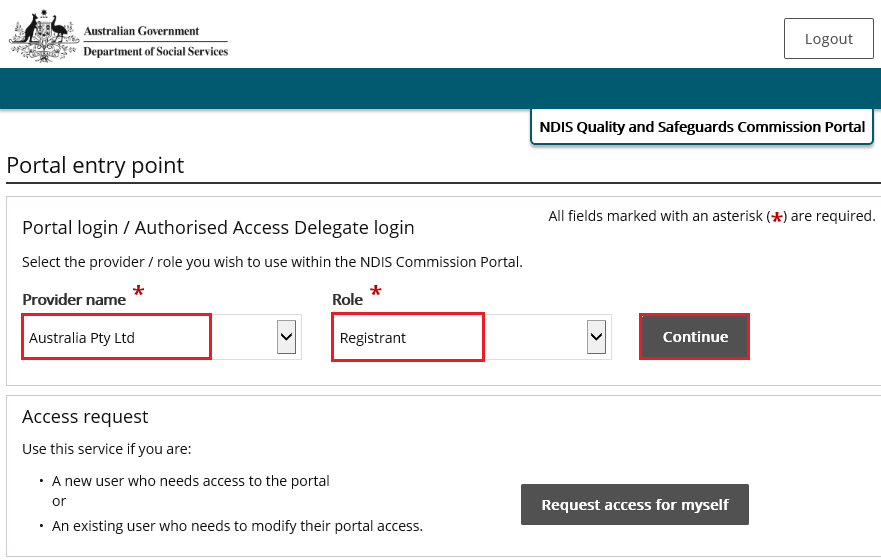 Australian Government
Department of Social Services
Logout
NDIS Quality and Safeguards Commission Portal
Portal entry point
All fields marked with an asterisk (*) are required.
Portal login / Authorised Access Delegate login
Select the provider / role you wish to use within the NDIS Commission Portal.
Provider name * Role *
Australia Pty Ltd Registrant Continue
Access request
Use this service if you are:
• A new user who needs access to the portal
or
Request access for myself
• An existing user who needs to modify their portal access.